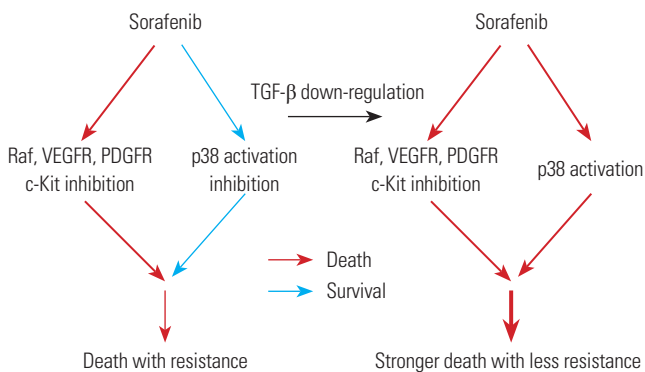 Sorafenib
Sorafenib
TGF-β down-regulation
Raf, VEGFR, PDGFR
c-Kit inhibition
p38 activation
inhibition
Raf, VEGFR, PDGFR
c-Kit inhibition
p38 activation
Death
Survival
Death with resistance
Stronger death with less resistance